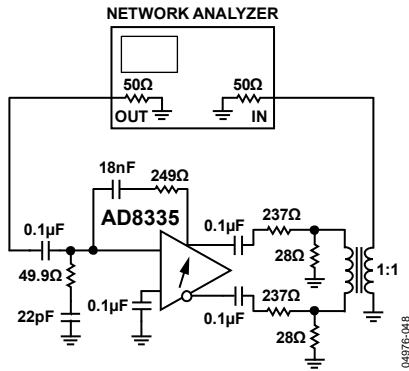 NETWORK ANALYZER
50Ω
50Ω
OUT
IN
18nF
249Ω
AD8335
0.1µF
0.1µF
237Ω
28Ω
1:1
49.9Ω
22pF
0.1µF
237Ω
0.1µF
28Ω
04976-048